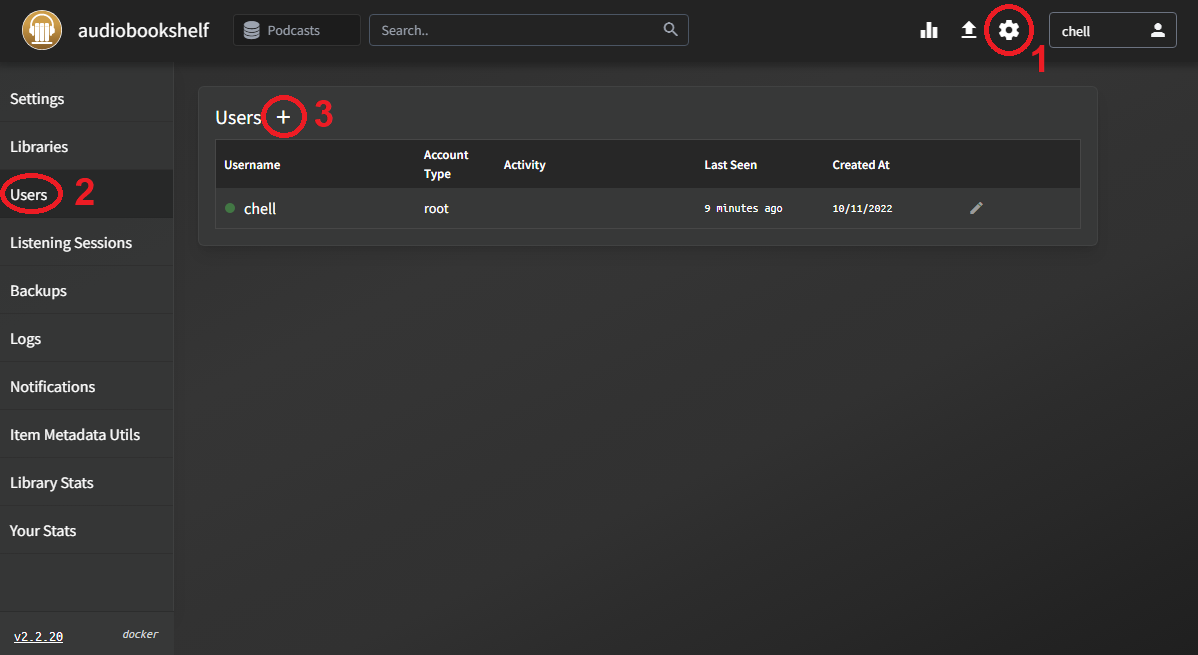 audiobookshelf
Podcasts
Search..
chell
1
Settings
Libraries
Users
2
Listening Sessions
Backups
Logs
Notifications
Item Metadata Utils
Library Stats
Your Stats
v2.2.20
docker
Users + 3
Username Account Type Activity Last Seen Created At
chell root 9 minutes ago 10/11/2022